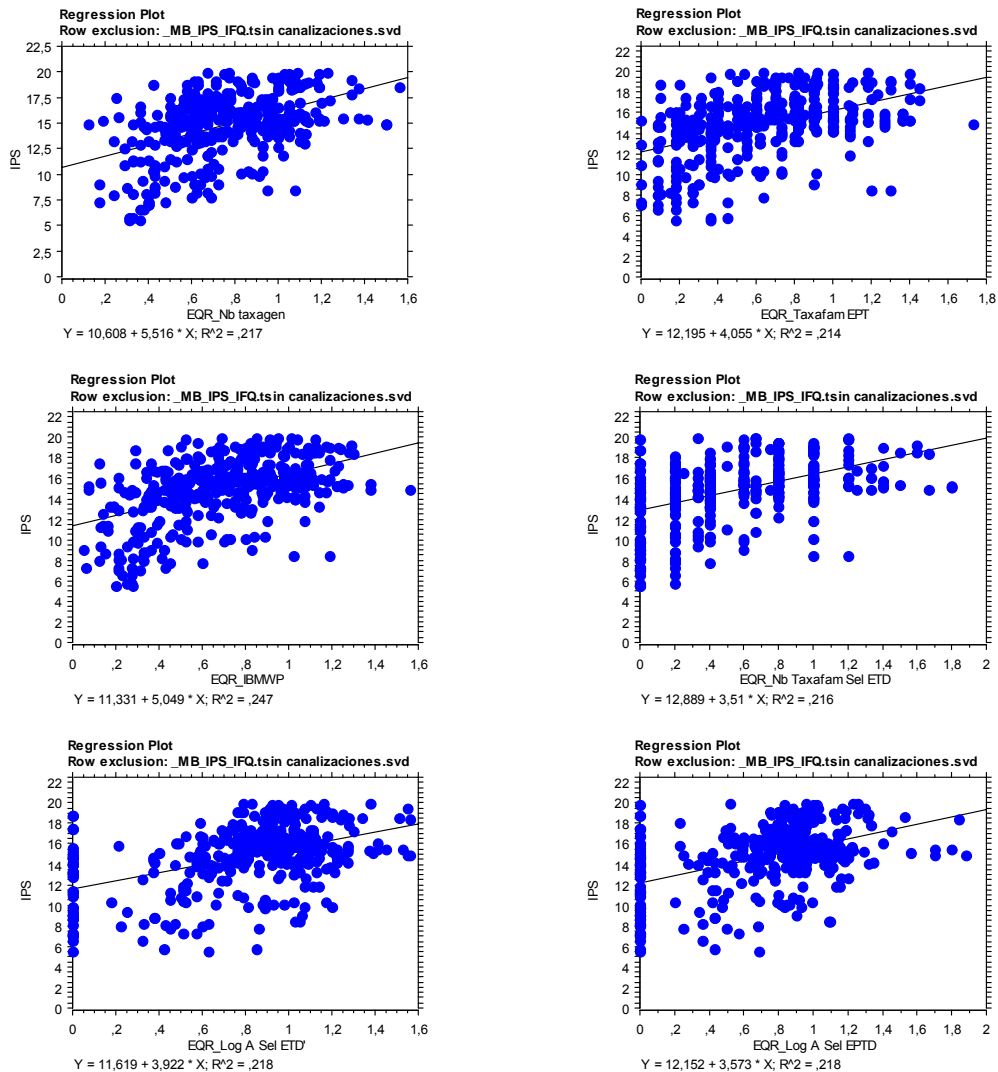 Regression Plot
Row exclusion: _MB_IPS_IFQ.tsin canalizaciones.svd
22,5
20
17,5
15
12,5
10
7,5
5
2,5
0
IPS
0 ,2 ,4 ,6 ,8 1 1,2 1,4 1,6
EQR_Nb taxagen
Y = 10,608 + 5,516 * X; R^2 = ,217
Regression Plot
Row exclusion: _MB_IPS_IFQ.tsin canalizaciones.svd
22
20
18
16
14
12
10
8
6
4
2
0
IPS
0 ,2 ,4 ,6 ,8 1 1,2 1,4 1,6 1,8
EQR_Taxafam EPT
Y = 12,195 + 4,055 * X; R^2 = ,214
Regression Plot
Row exclusion: _MB_IPS_IFQ.tsin canalizaciones.svd
22
20
18
16
14
12
10
8
6
4
2
0
IPS
0 ,2 ,4 ,6 ,8 1 1,2 1,4 1,6
EQR_IBMWP
Y = 11,331 + 5,049 * X; R^2 = ,247
Regression Plot
Row exclusion: _MB_IPS_IFQ.tsin canalizaciones.svd
22
20
18
16
14
12
10
8
6
4
2
0
IPS
0 ,2 ,4 ,6 ,8 1 1,2 1,4 1,6 1,8 2
EQR_Nb Taxafam Sel ETD
Y = 12,889 + 3,51 * X; R^2 = ,216
Regression Plot
Row exclusion: _MB_IPS_IFQ.tsin canalizaciones.svd
22
20
18
16
14
12
10
8
6
4
2
0
IPS
0 ,2 ,4 ,6 ,8 1 1,2 1,4 1,6
EQR_Log A Sel ETD'
Y = 11,619 + 3,922 * X; R^2 = ,218
Regression Plot
Row exclusion: _MB_IPS_IFQ.tsin canalizaciones.svd
22
20
18
16
14
12
10
8
6
4
2
0
IPS
0 ,2 ,4 ,6 ,8 1 1,2 1,4 1,6 1,8 2
EQR_Log A Sel EPTD
Y = 12,152 + 3,573 * X; R^2 = ,218